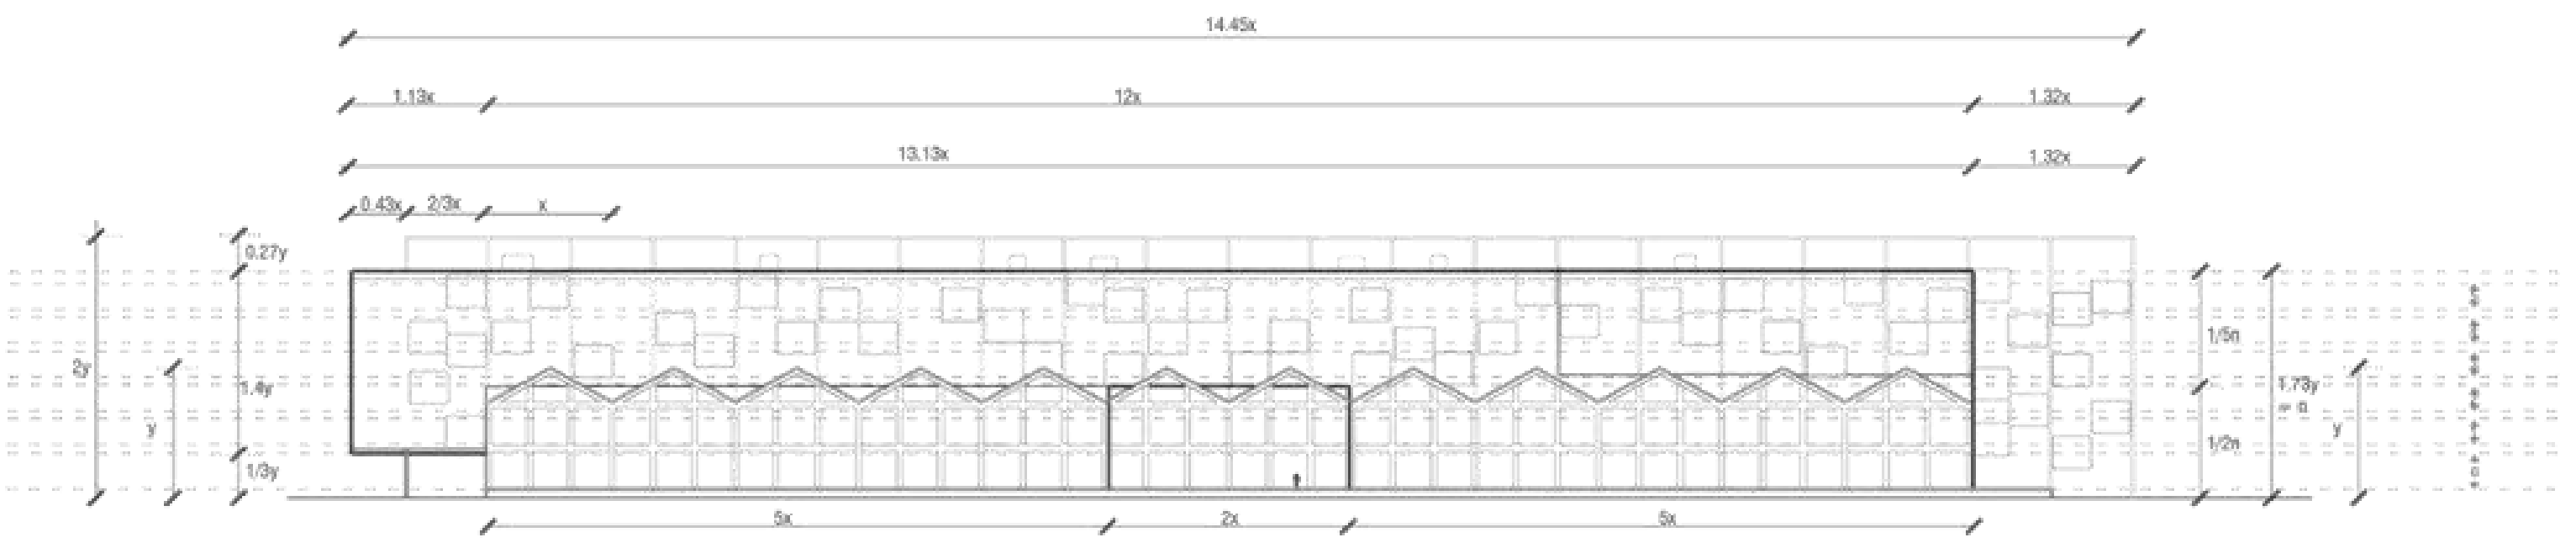 14.45x
1.13x 12x 1.32x
13.13x 1.32x
0.43x 2/3x x
0.27y
2y
1.4y
y
1/3y
1/5n
1.73y
= n
y
1/2n
5x 2x 5x